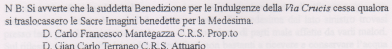 N B: Si avverte che la suddetta Benedizione per le Indulgenze della Via Crucis cessa qualora
si traslocassero le Sacre Imagini benedette per la Medesima.
D. Carlo Francesco Mantegazza C.R.S. Prop.to
D. Gian Carlo Terraneo C.R.S. Attuario